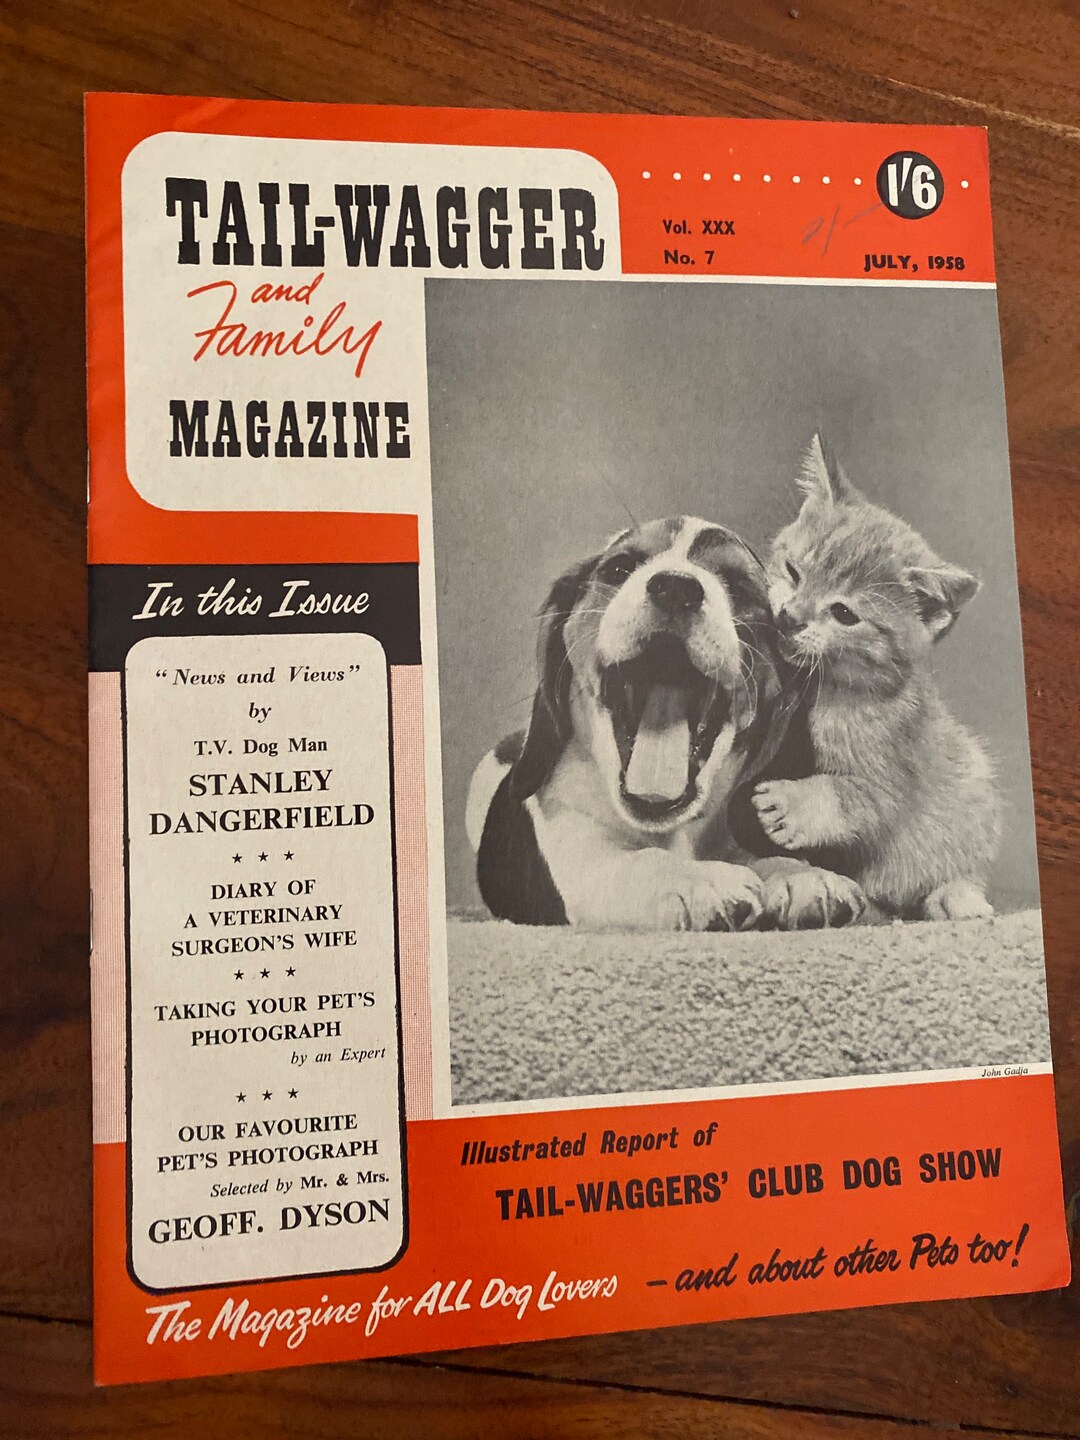 TAIL-WAGGER
and
Family
MAGAZINE
Vol. XXX
No. 7
1/6
2/-
JULY, 1958
In this Issue
“News and Views”
by
T.V. Dog Man
STANLEY
DANGERFIELD
★ ★ ★
DIARY OF
A VETERINARY
SURGEON'S WIFE
★ ★ ★
TAKING YOUR PET'S
PHOTOGRAPH
by an Expert
★ ★ ★
OUR FAVOURITE
PET'S PHOTOGRAPH
Selected by Mr. & Mrs.
GEOFF. DYSON
John Gadja
Illustrated Report of
TAIL-WAGGERS' CLUB DOG SHOW
The Magazine for ALL Dog Lovers — and about other Pets too!